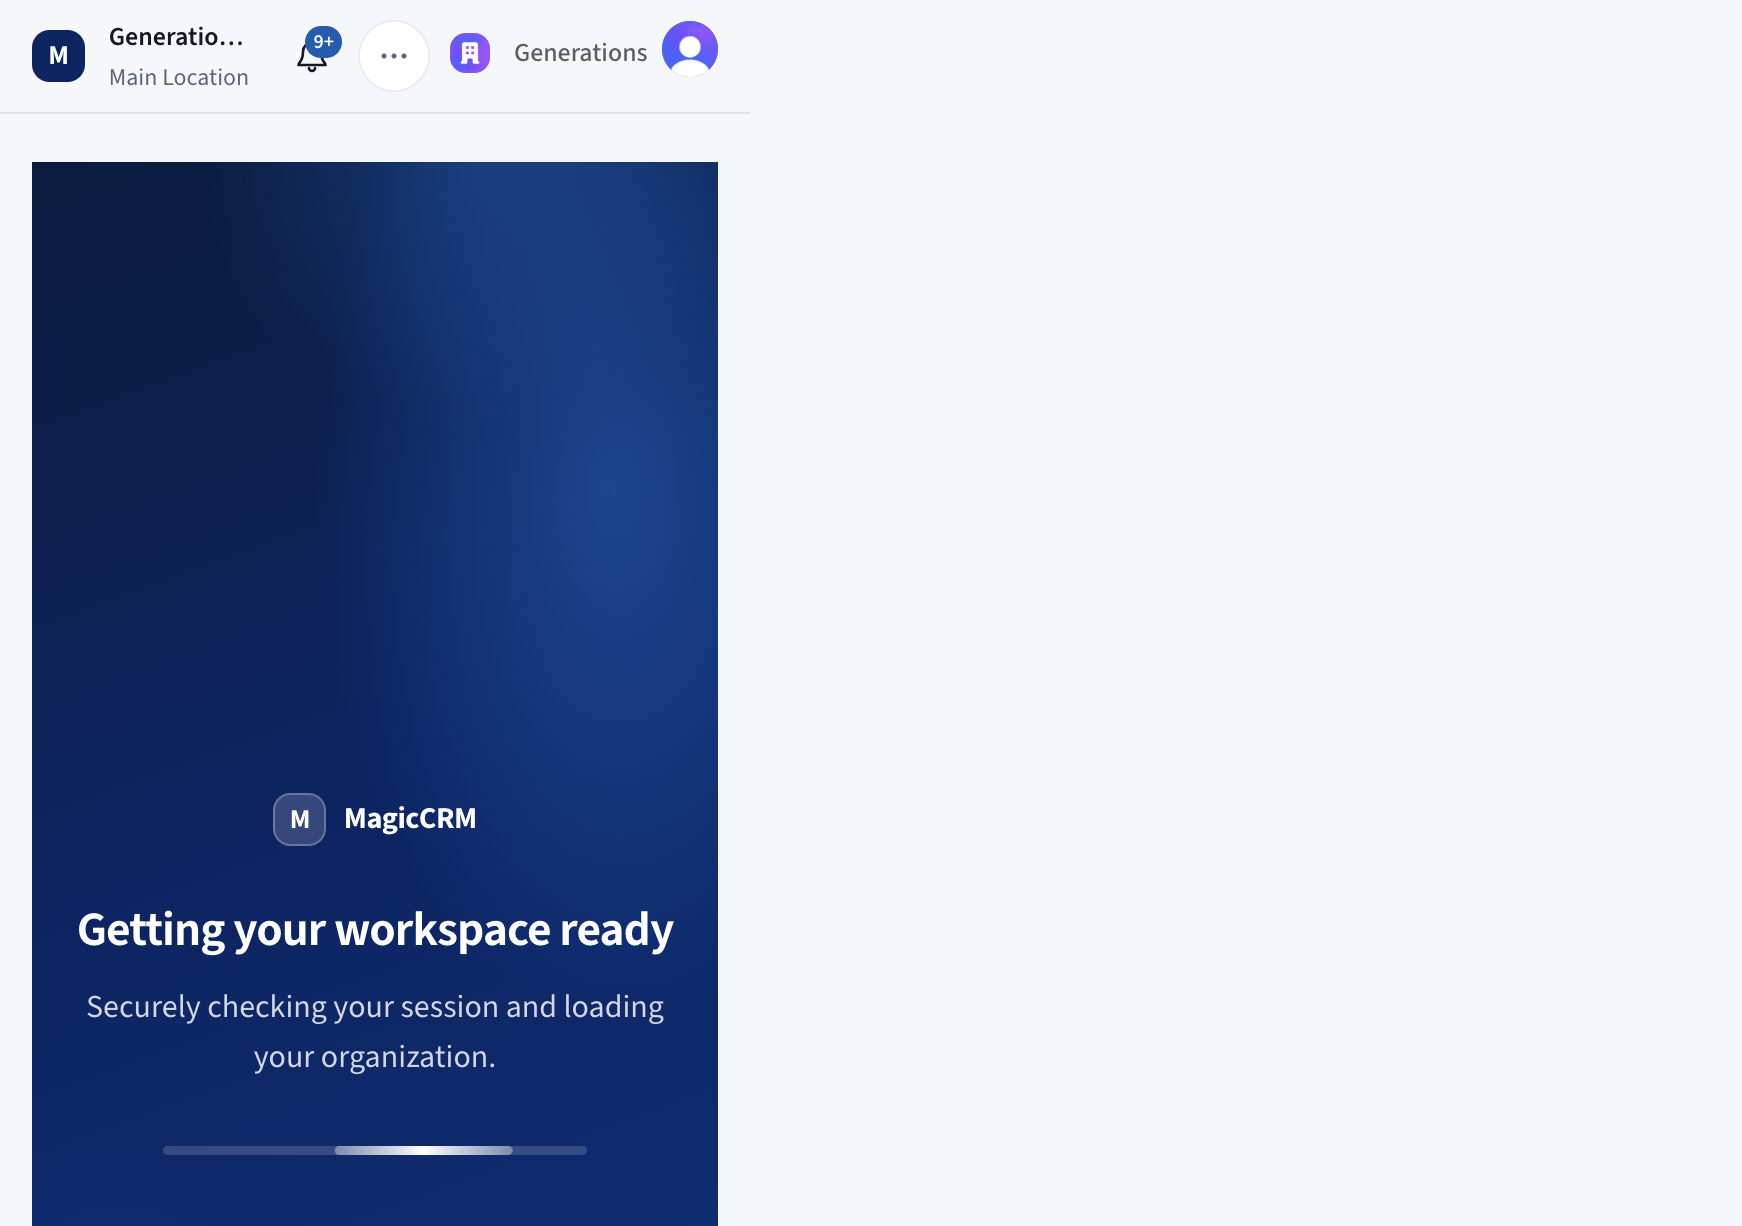 M
Generatio...
Main Location
9+
Generations
M
MagicCRM
Getting your workspace ready
Securely checking your session and loading
your organization.